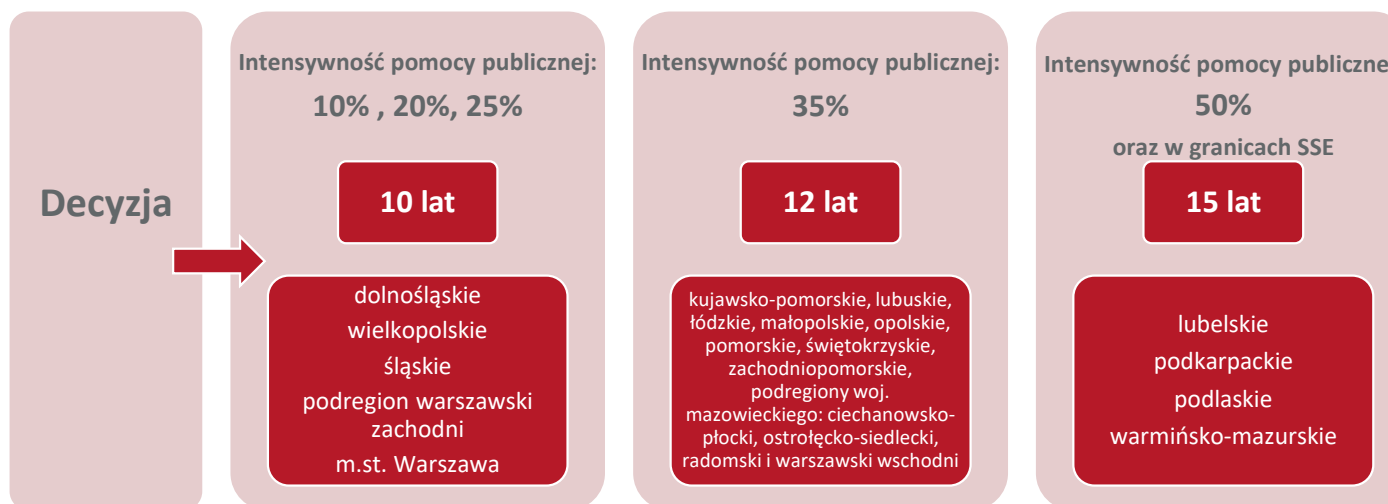 Decyzja
Intensywność pomocy publicznej:
10% , 20%, 25%
10 lat
dolnośląskie
wielkopolskie
śląskie
podregion warszawski
zachodni
m.st. Warszawa
Intensywność pomocy publicznej:
35%
12 lat
kujawsko-pomorskie, lubuskie,
łódzkie, małopolskie, opolskie,
pomorskie, świętokrzyskie,
zachodniopomorskie,
podregiony woj.
mazowieckiego: ciechanowsko-
płocki, ostrołęcko-siedlecki,
radomski i warszawski wschodni
Intensywność pomocy publiczne
50%
oraz w granicach SSE
15 lat
lubelskie
podkarpackie
podlaskie
warmińsko-mazurskie